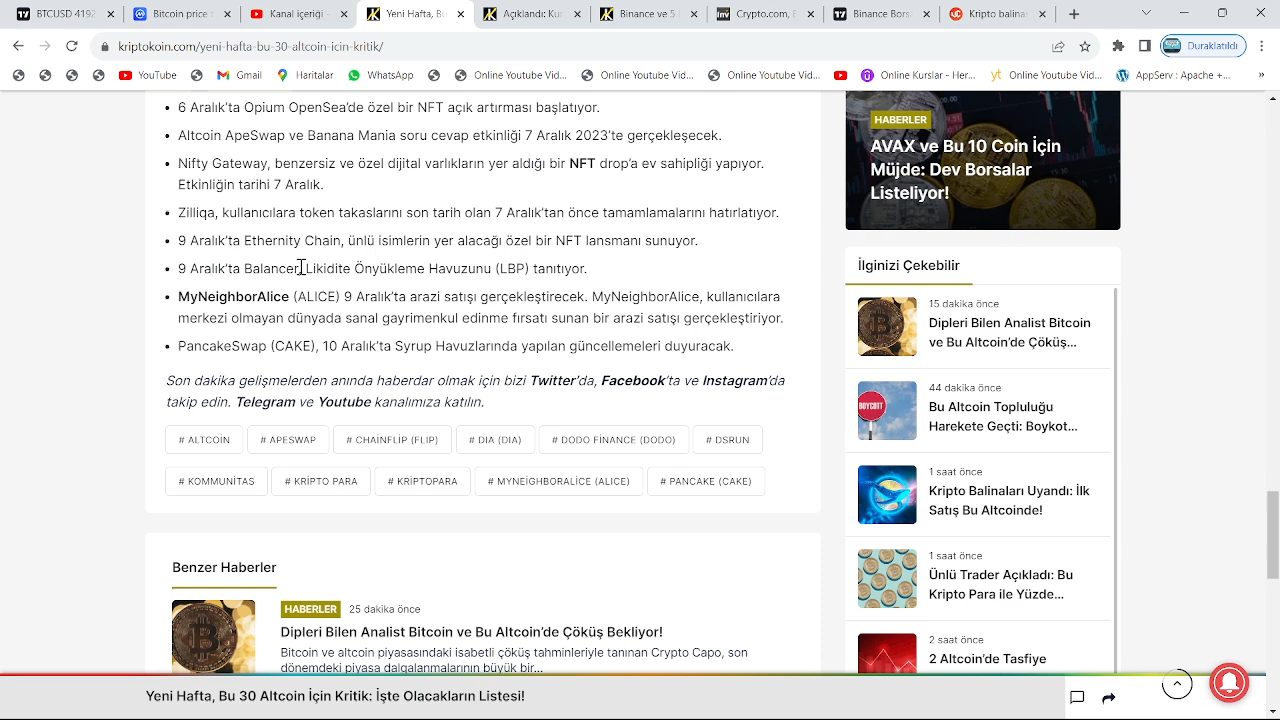 BTCUSD 4192
Bitcoin price
Kanal içeriği -
Yeni Hafta, Bu
Açıklandı: Kur
Binance ve 5
Crypto.com, E
Binance Bors
Kripto balina
kriptokoin.com/yeni-hafta-bu-30-altcoin-icin-kritik/
Duraklatıldı
YouTube
Gmail
Haritalar
WhatsApp
Online Youtube Vid...
Online Youtube Vid...
Online Youtube Vid...
Online Kurslar - Her...
Online Youtube Vid...
AppServ : Apache +...
»
6 Aralık'ta Onlum OpenSea'de özel bir NFT açık artırması başlatıyor.
Altcoin ApeSwap ve Banana Mania soru cevap etkinliği 7 Aralık 2023'te gerçekleşecek.
Nifty Gateway, benzersiz ve özel dijital varlıkların yer aldığı bir NFT drop'a ev sahipliği yapıyor.
Etkinliğin tarihi 7 Aralık.
Zilliqa, kullanıcılara token takaslarını son tarih olan 7 Aralık'tan önce tamamlamalarını hatırlatıyor.
9 Aralık'ta Ethernity Chain, ünlü isimlerin yer alacağı özel bir NFT lansmanı sunuyor.
9 Aralık'ta Balancer, Likidite Önyükleme Havuzunu (LBP) tanıtıyor.
MyNeighborAlice (ALICE) 9 Aralık'ta arazi satışı gerçekleştirecek. MyNeighborAlice, kullanıcılara
merkezi olmayan dünyada sanal gayrimenkul edinme fırsatı sunan bir arazi satışı gerçekleştiriyor.
PancakeSwap (CAKE), 10 Aralık'ta Syrup Havuzlarında yapılan güncellemeleri duyuracak.
Son dakika gelişmelerden anında haberdar olmak için bizi Twitter'da, Facebook'ta ve Instagram'da
takip edin. Telegram ve Youtube kanalımıza katılın.
# ALTCOİN
# APESWAP
# CHAİNFLİP (FLIP)
# DIA (DİA)
# DODO FİNANCE (DODO)
# DSRUN
# KOMMUNİTAS
# KRİPTO PARA
# KRİPTOPARA
# MYNEİGHBORALİCE (ALICE)
# PANCAKE (CAKE)
Benzer Haberler
HABERLER
25 dakika önce
Dipleri Bilen Analist Bitcoin ve Bu Altcoin'de Çöküş Bekliyor!
Bitcoin ve altcoin piyasasındaki isabetli çöküş tahminleriyle tanınan Crypto Capo, son
piyasa dalgalanmalarının büyük bir...
HABERLER
AVAX ve Bu 10 Coin İçin
Müjde: Dev Borsalar
Listeliyor!
İlginizi Çekebilir
15 dakika önce
Dipleri Bilen Analist Bitcoin
ve Bu Altcoin'de Çöküş...
BOYCOTT
44 dakika önce
Bu Altcoin Topluluğu
Harekete Geçti: Boykot...
1 saat önce
Kripto Balinaları Uyandı: İlk
Satış Bu Altcoinde!
1 saat önce
Ünlü Trader Açıkladı: Bu
Kripto Para ile Yüzde...
2 saat önce
2 Altcoin'de Tasfiye
Yeni Hafta, Bu 30 Altcoin İçin Kritik: İşte Olacakların Listesi!